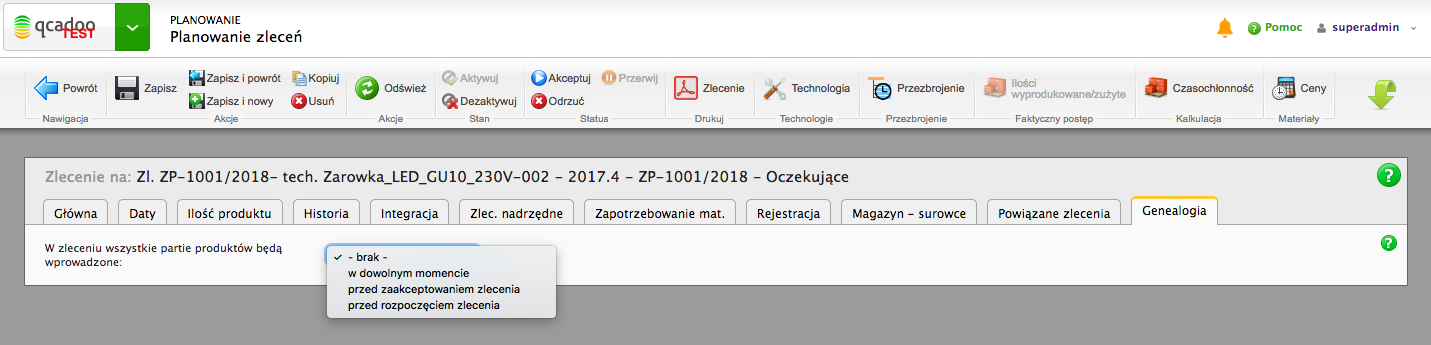 qcadoo
TEST
PLANOWANIE
Planowanie zleceń
Pomoc
superadmin
Powrót
Nawigacja
Zapisz
Zapisz i powrót
Kopiuj
Zapisz i nowy
Usuń
Akcje
Odśwież
Akcje
Aktywuj
Dezaktywuj
Stan
Akceptuj
Przerwij
Odrzuć
Status
Zlecenie
Drukuj
Technologia
Technologie
Przezbrojenie
Przezbrojenie
Ilości
wyprodukowane/zużyte
Faktyczny postęp
Czasochłonność
Kalkulacja
Ceny
Materiały
Zlecenie na: Zl. ZP-1001/2018- tech. Zarowka_LED_GU10_230V-002 - 2017.4 - ZP-1001/2018 - Oczekujące
Główna
Daty
Ilość produktu
Historia
Integracja
Zlec. nadrzędne
Zapotrzebowanie mat.
Rejestracja
Magazyn - surowce
Powiązane zlecenia
Genealogia
W zleceniu wszystkie partie produktów będą
wprowadzone:
- brak -
w dowolnym momencie
przed zaakceptowaniem zlecenia
przed rozpoczęciem zlecenia